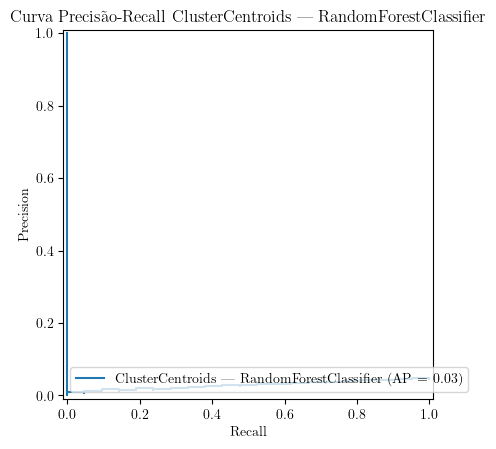 Curva Precisão-Recall ClusterCentroids — RandomForestClassifier
1.0
0.8
0.6
0.4
0.2
0.0
Precision
ClusterCentroids — RandomForestClassifier (AP = 0.03)
0.0 0.2 0.4 0.6 0.8 1.0
Recall